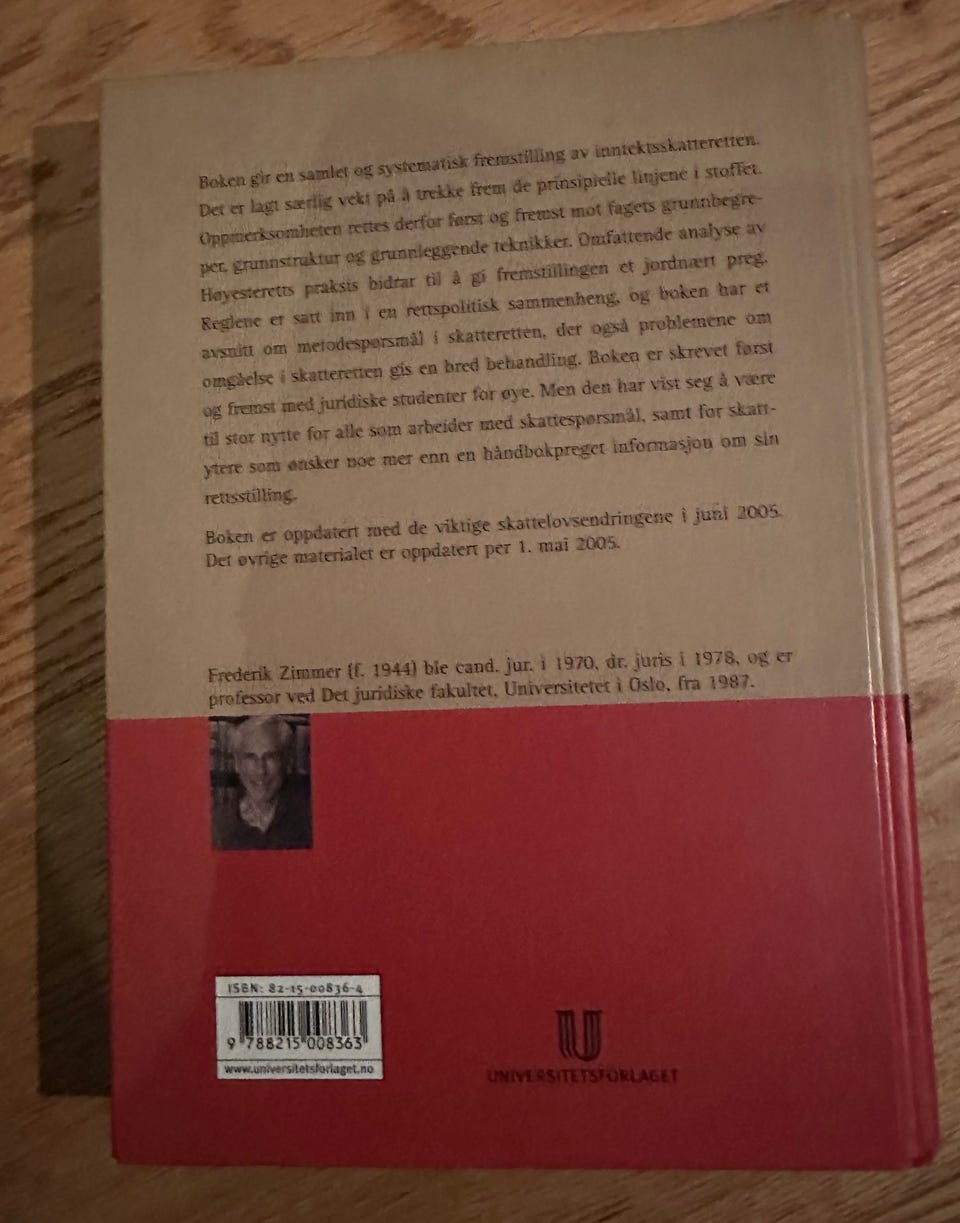 Boken gir en samlet og systematisk fremstilling av inntektsskatteretten.
Det er lagt særlig vekt på å trekke frem de prinsipielle linjene i stoffet.
Oppmerksomheten rettes derfor først og fremst mot fagets grunnbegre-
per, grunnstruktur og grunnleggende teknikker. Omfattende analyse av
Høyesteretts praksis bidrar til å gi fremstillingen et jordnært preg.
Reglene er satt inn i en rettspolitisk sammenheng, og boken har et
avsnitt om metodespørsmål i skatteretten, der også problemene om
omgåelse i skatteretten gis en bred behandling. Boken er skrevet først
og fremst med juridiske studenter for øye. Men den har vist seg å være
til stor nytte for alle som arbeider med skattespørsmål, samt for skatt-
ytere som ønsker noe mer enn en håndbokpreget informasjon om sin
rettsstilling.
Boken er oppdatert med de viktige skattelovsendringene i juni 2005.
Det øvrige materialet er oppdatert per 1. mai 2005.
Frederik Zimmer (f. 1944) ble cand. jur. i 1970, dr. juris i 1978, og er
professor ved Det juridiske fakultet, Universitetet i Oslo, fra 1987.
ISBN: 82-15-00836-4
9 788215 008363
www.universitetsforlaget.no
UNIVERSITETSFORLAGET